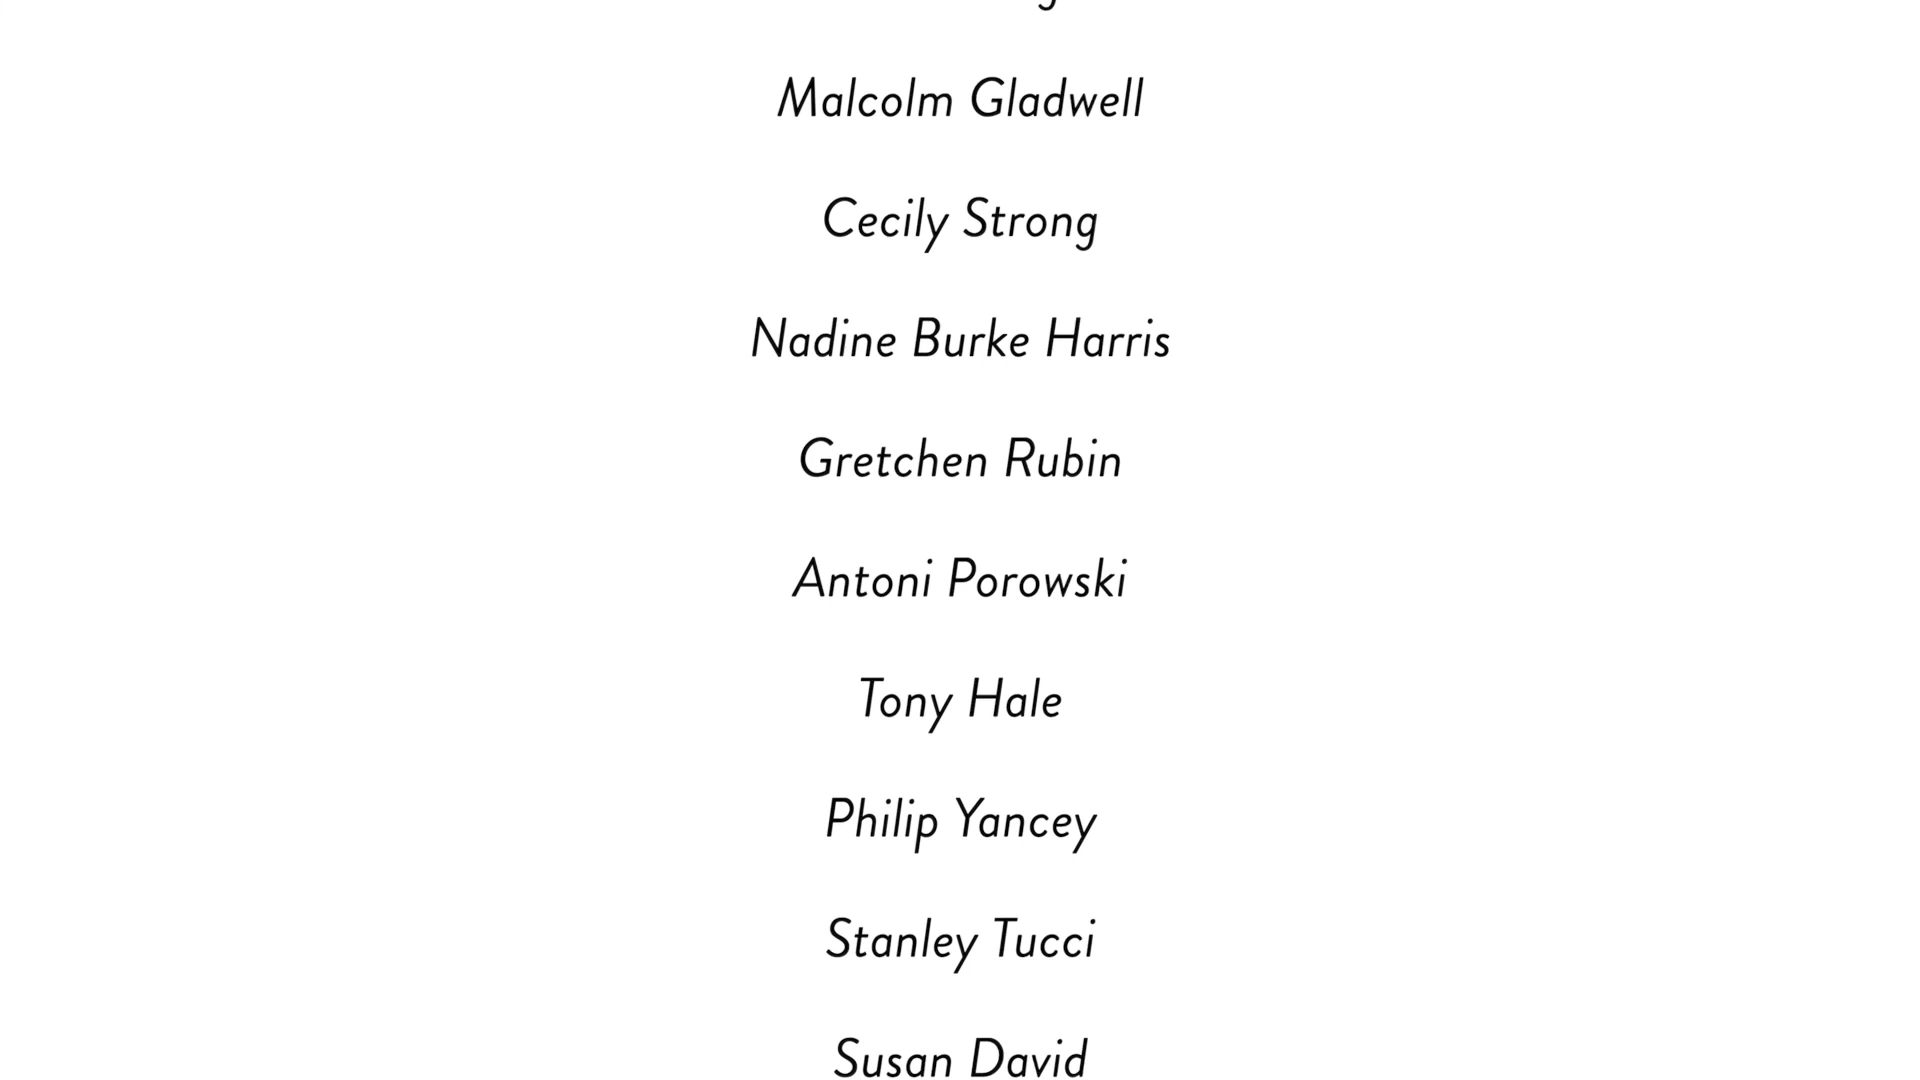 Malcolm Gladwell
Cecily Strong
Nadine Burke Harris
Gretchen Rubin
Antoni Porowski
Tony Hale
Philip Yancey
Stanley Tucci
Susan David